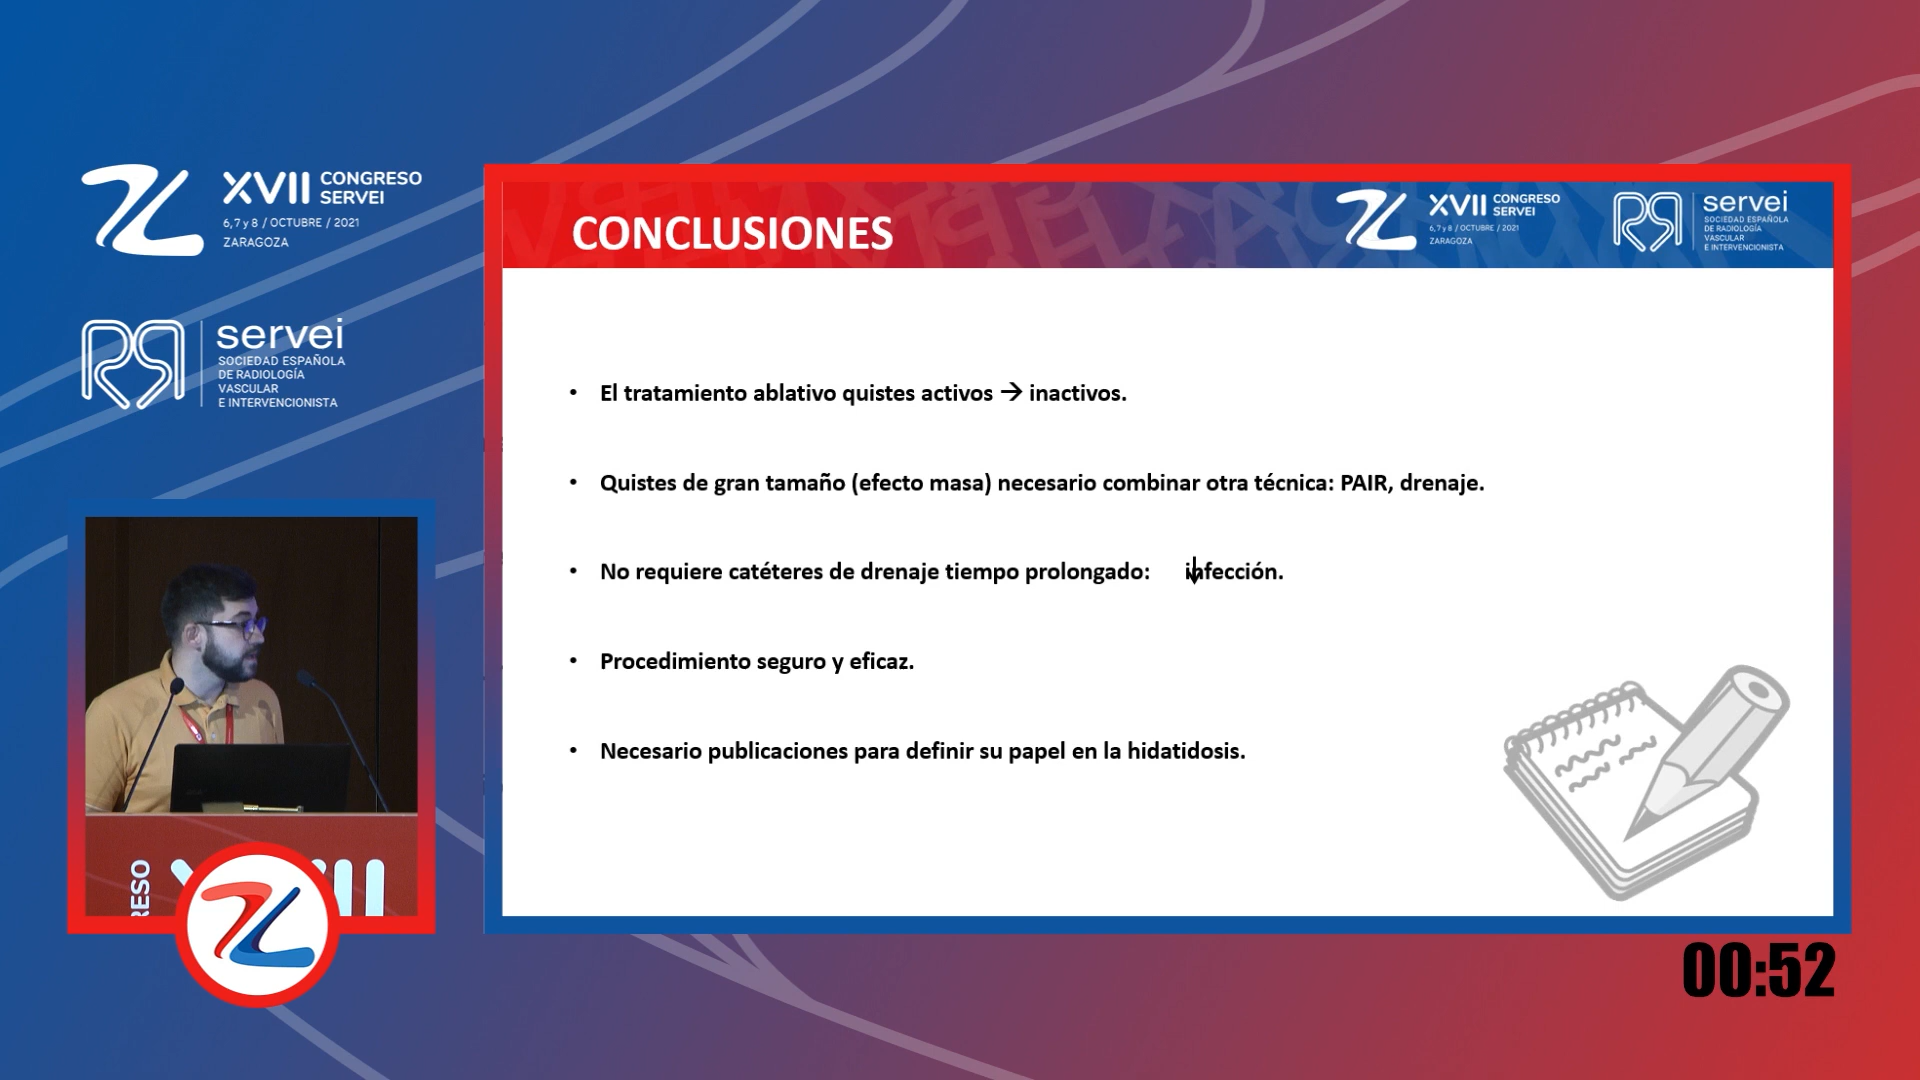 XVII CONGRESO
SERVEI
6, 7 y 8 / OCTUBRE / 2021
ZARAGOZA
servei
SOCIEDAD ESPAÑOLA
DE RADIOLOGÍA
VASCULAR
E INTERVENCIONISTA
CONCLUSIONES
XVII CONGRESO
SERVEI
6, 7 y 8 / OCTUBRE / 2021
ZARAGOZA
servei
SOCIEDAD ESPAÑOLA
DE RADIOLOGÍA
VASCULAR
E INTERVENCIONISTA
• El tratamiento ablativo quistes activos → inactivos.
• Quistes de gran tamaño (efecto masa) necesario combinar otra técnica: PAIR, drenaje.
• No requiere catéteres de drenaje tiempo prolongado: ↓ infección.
• Procedimiento seguro y eficaz.
• Necesario publicaciones para definir su papel en la hidatidosis.
00:52